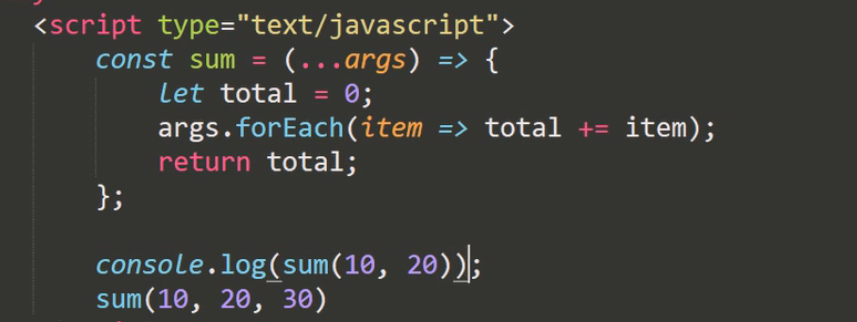 <script type="text/javascript">
const sum = (...args) => {
let total = 0;
args.forEach(item => total += item);
return total;
};
console.log(sum(10, 20));
sum(10, 20, 30)